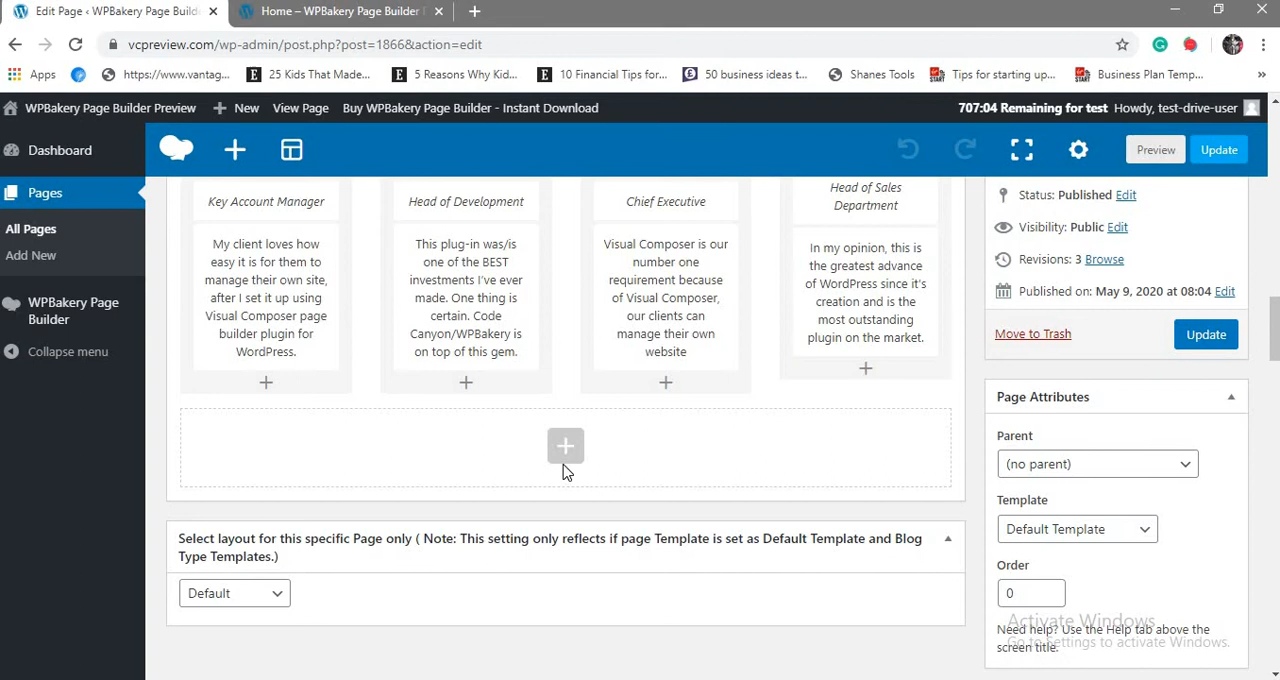 Edit Page ‹ WPBakery Page Build
Home – WPBakery Page Builder
vcpreview.com/wp-admin/post.php?post=1866&action=edit
Apps
https://www.vantag...
25 Kids That Made...
5 Reasons Why Kid...
10 Financial Tips for...
50 business ideas t...
Shanes Tools
Tips for starting up...
Business Plan Temp...
WPBakery Page Builder Preview
New
View Page
Buy WPBakery Page Builder - Instant Download
707:04 Remaining for test
Howdy, test-drive-user
Dashboard
Pages
All Pages
Add New
WPBakery Page
Builder
Collapse menu
Preview
Update
Key Account Manager
My client loves how
easy it is for them to
manage their own site,
after I set it up using
Visual Composer page
builder plugin for
WordPress.
Head of Development
This plug-in was/is
one of the BEST
investments I've ever
made. One thing is
certain. Code
Canyon/WPBakery is
on top of this gem.
Chief Executive
Visual Composer is our
number one
requirement because
of Visual Composer,
our clients can
manage their own
website
Head of Sales
Department
In my opinion, this is
the greatest advance
of WordPress since it's
creation and is the
most outstanding
plugin on the market.
Select layout for this specific Page only ( Note: This setting only reflects if page Template is set as Default Template and Blog
Type Templates.)
Default
Status: Published Edit
Visibility: Public Edit
Revisions: 3 Browse
Published on: May 9, 2020 at 08:04 Edit
Move to Trash
Update
Page Attributes
Parent
(no parent)
Template
Default Template
Order
0
Activate Windows
Go to Settings to activate Windows.
Need help? Use the Help tab above the
screen title.